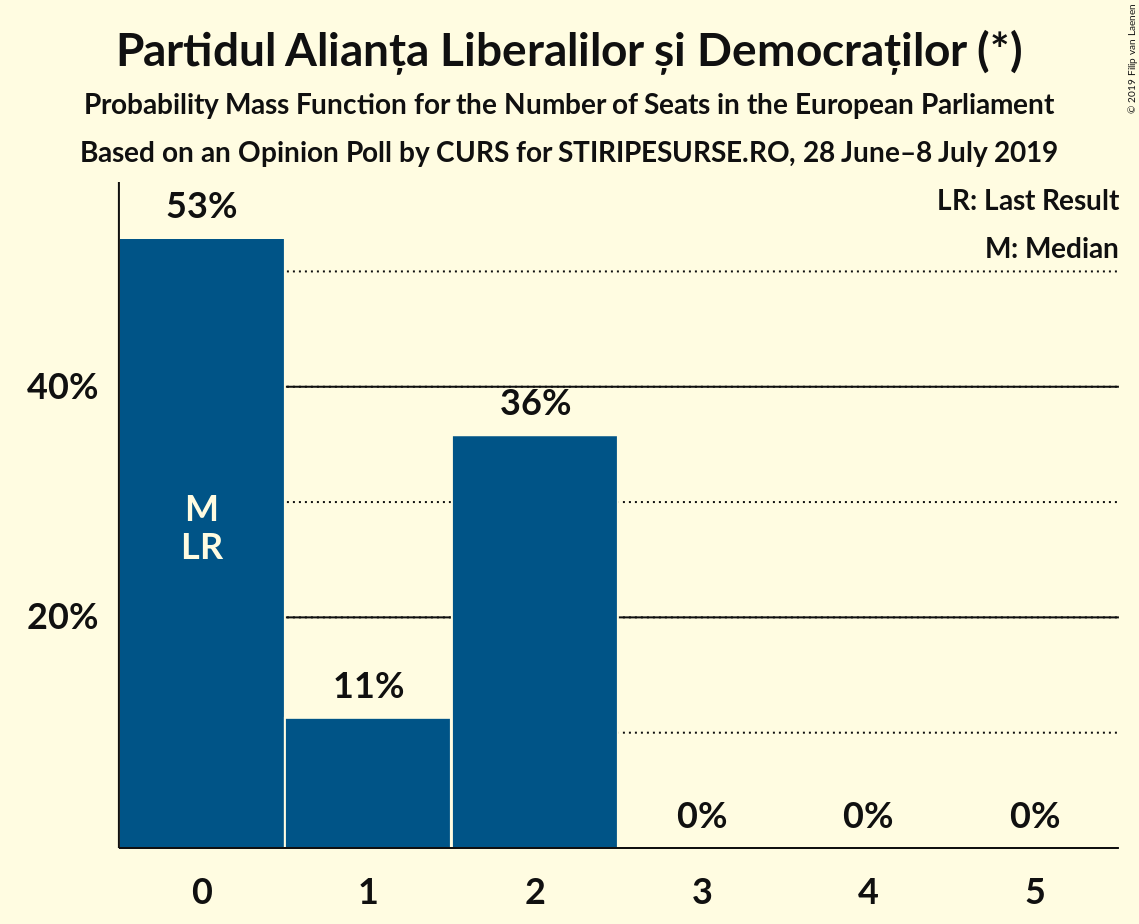 Partidul Alianța Liberalilor și Democraților (*)
Probability Mass Function for the Number of Seats in the European Parliament
Based on an Opinion Poll by CURS for STIRIPESURSE.RO, 28 June–8 July 2019
© 2019 Filip van Laenen
LR: Last Result
M: Median
53%
40%
36%
M
LR
20%
11%
0% 0% 0%
0 1 2 3 4 5